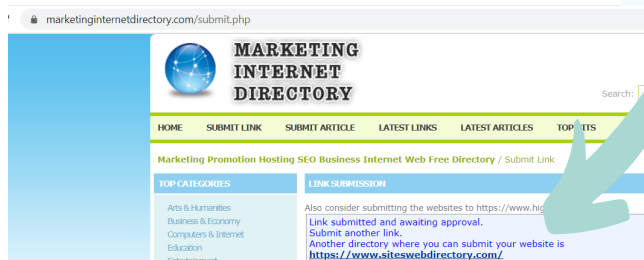 marketinginternetdirectory.com/submit.php
MARKETING
INTERNET
DIRECTORY
Search:
HOME SUBMIT LINK SUBMIT ARTICLE LATEST LINKS LATEST ARTICLES TOP HITS
Marketing Promotion Hosting SEO Business Internet Web Free Directory / Submit Link
TOP CATEGORIES LINK SUBMISSION
Arts & Humanities
Business & Economy
Computers & Internet
Education
Also consider submitting the websites to https://www.hig
Link submitted and awaiting approval.
Submit another link.
Another directory where you can submit your website is
https://www.siteswebdirectory.com/